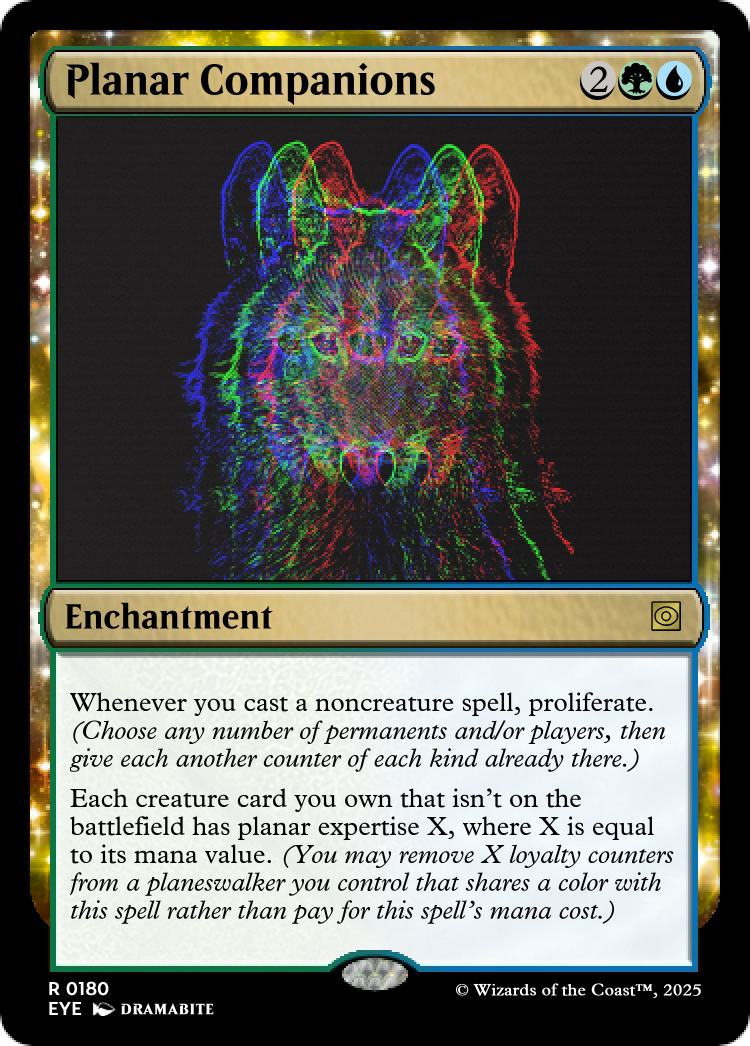 Planar Companions 2
Enchantment
Whenever you cast a noncreature spell, proliferate.
(Choose any number of permanents and/or players, then
give each another counter of each kind already there.)
Each creature card you own that isn't on the
battlefield has planar expertise X, where X is equal
to its mana value. (You may remove X loyalty counters
from a planeswalker you control that shares a color with
this spell rather than pay for this spell's mana cost.)
R 0180
EYE DRAMABITE
© Wizards of the Coast™, 2025